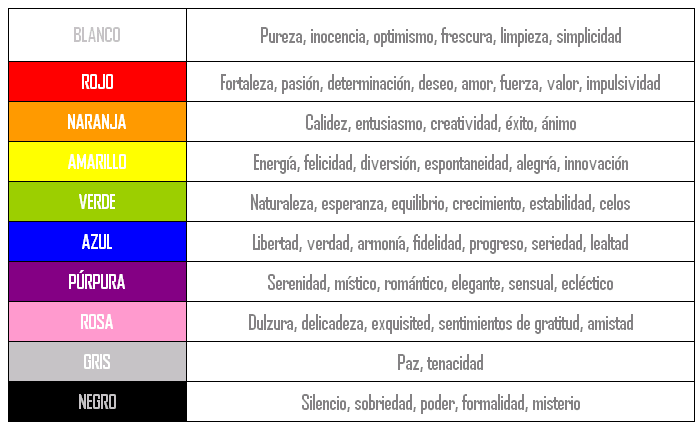 BLANCO Pureza, inocencia, optimismo, frescura, limpieza, simplicidad
ROJO Fortaleza, pasión, determinación, deseo, amor, fuerza, valor, impulsividad
NARANJA Calidez, entusiasmo, creatividad, éxito, ánimo
AMARILLO Energía, felicidad, diversión, espontaneidad, alegría, innovación
VERDE Naturaleza, esperanza, equilibrio, crecimiento, estabilidad, celos
AZUL Libertad, verdad, armonía, fidelidad, progreso, seriedad, lealtad
PÚRPURA Serenidad, místico, romántico, elegante, sensual, ecléctico
ROSA Dulzura, delicadeza, exquisited, sentimientos de gratitud, amistad
GRIS Paz, tenacidad
NEGRO Silencio, sobriedad, poder, formalidad, misterio